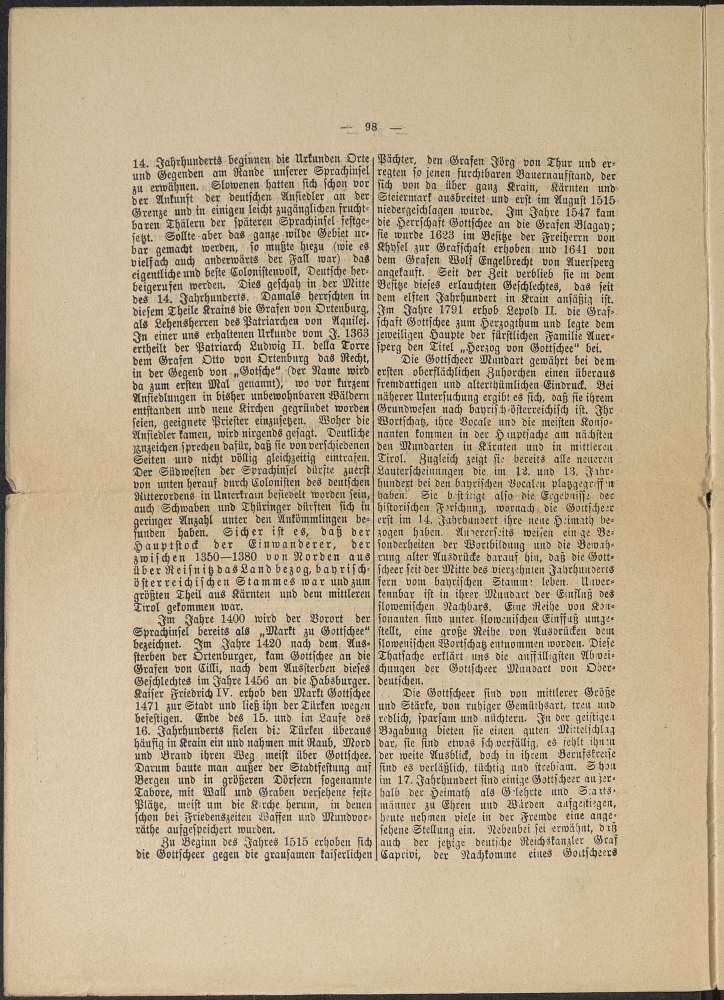 — 98 —
14. Jahrhunderts beginnen die Urkunden Orte
und Gegenden am Rande unserer Sprachinsel
zu erwähnen. Slowenen hatten sich schon vor
der Ankunft der deutschen Ansiedler an der
Grenze und in einigen leicht zugänglichen frucht-
baren Thälern der späteren Sprachinsel festge-
setzt. Sollte aber das ganze wilde Gebiet ur-
bar gemacht werden, so mußte hiezu (wie es
vielfach auch anderwärts der Fall war) das
eigentliche und beste Colonistenvolk, Deutsche her-
beigerufen werden. Dies geschah in der Mitte
des 14. Jahrhunderts. Damals herrschten in
diesem Theile Krains die Grafen von Ortenburg,
als Lehensherren des Patriarchen von Aquilej.
In einer uns erhaltenen Urkunde vom J. 1363
ertheilt der Patriarch Ludwig II. della Torre
dem Grafen Otto von Ortenburg das Recht,
in der Gegend von „Gotsche“ (der Name wird
da zum ersten Mal genannt), wo vor kurzem
Ansiedlungen in bisher unbewohnbaren Wäldern
entstanden und neue Kirchen gegründet worden
seien, geeignete Priester einzusetzen. Woher die
Ansiedler kamen, wird nirgends gesagt. Deutliche
Anzeichen sprechen dafür, daß sie von verschiedenen
Seiten und nicht völlig gleichzeitig eintrafen.
Der Südwesten der Sprachinsel dürfte zuerst
von unten herauf durch Colonisten des deutschen
Ritterordens in Unterkrain besiedelt worden sein,
auch Schwaben und Thüringer dürften sich in
geringer Anzahl unter den Ankömmlingen be-
funden haben. Sicher ist es, daß der
Hauptstock der Einwanderer, der
zwischen 1350—1380 von Norden aus
über Reifnitz das Land bezog, bayrisch-
österreichischen Stammes war und zum
größten Theil aus Kärnten und dem mittleren
Tirol gekommen war.
Im Jahre 1400 wird der Vorort der
Sprachinsel bereits als „Markt zu Gottschee“
bezeichnet. Im Jahre 1420 nach dem Aus-
sterben der Ortenburger, kam Gottschee an die
Grafen von Cilli, nach dem Aussterben dieses
Geschlechtes im Jahre 1456 an die Habsburger.
Kaiser Friedrich IV. erhob den Markt Gottschee
1471 zur Stadt und ließ ihn der Türken wegen
befestigen. Ende des 15. und im Laufe des
16. Jahrhunderts fielen die Türken überaus
häufig in Krain ein und nahmen mit Raub, Mord
und Brand ihren Weg meist über Gottschee.
Darum baute man außer der Stadtfestung auf
Bergen und in größeren Dörfern sogenannte
Tabore, mit Wall und Graben versehene feste
Plätze, meist um die Kirche herum, in denen
schon bei Friedenszeiten Waffen und Mundvor-
räthe aufgespeichert wurden.
Zu Beginn des Jahres 1515 erhoben sich
die Gottscheer gegen die grausamen kaiserlichen
Pächter, den Grafen Jörg von Thur und er-
regten so jenen furchtbaren Bauernaufstand, der
sich von da über ganz Krain, Kärnten und
Steiermark ausbreitet und erst im August 1515
niedergeschlagen wurde. Im Jahre 1547 kam
die Herrschaft Gottschee an die Grafen Blagay;
sie wurde 1623 im Besitze der Freiherrn von
Khysel zur Grafschaft erhoben und 1641 von
dem Grafen Wolf Engelbrecht von Auersperg
angekauft. Seit der Zeit verblieb sie in dem
Besitze dieses erlauchten Geschlechtes, das seit
dem elften Jahrhundert in Krain ansäßig ist.
Im Jahre 1791 erhob Lepold II. die Graf-
schaft Gottschee zum Herzogthum und legte dem
jeweiligen Haupte der fürstlichen Familie Auer-
sperg den Titel „Herzog von Gottschee“ bei.
Die Gottscheer Mundart gewährt bei dem
ersten oberflächlichen Zuhorchen einen überaus
fremdartigen und alterthümlichen Eindruck. Bei
näherer Untersuchung ergibt es sich, daß sie ihrem
Grundwesen nach bayrisch-österreichisch ist. Ihr
Wortschatz, ihre Vocale und die meisten Konso-
nanten kommen in der Hauptsache am nächsten
den Mundarten in Kärnten und in mittleren
Tirol. Zugleich zeigt sie bereits alle neueren
Lauterscheinungen die im 12. und 13. Jahr-
hundert bei den bayrischen Vocalen platzgegriffen
haben. Sie bestätigt also die Ergebnisse der
historischen Forschung, wornach die Gottscheer
erst im 14. Jahrhundert ihre neue Heimath be-
zogen haben. Andererseits weisen einige Be-
sonderheiten der Wortbildung und die Bewah-
rung alter Ausdrücke darauf hin, daß die Gott-
scheer seit der Mitte des vierzehnten Jahrhunderts
fern vom bayrischen Stamme leben. Unver-
kennbar ist in ihrer Mundart der Einfluß des
slowenischen Nachbars. Eine Reihe von Kon-
sonanten sind unter slowenischen Einfluß umge-
stellt, eine große Reihe von Ausdrücken dem
slowenischen Wortschatz entnommen worden. Diese
Thatsache erklärt uns die auffälligsten Abwei-
chungen der Gottscheer Mundart von Ober-
deutschen.
Die Gottscheer sind von mittlerer Größe
und Stärke, von ruhiger Gemüthsart, treu und
redlich, sparsam und nüchtern. In der geistigen
Begabung bieten sie einen guten Mittelschlag
dar, sie sind etwas schwerfällig, es fehlt ihnen
der weite Ausblick, doch in ihrem Berufskreise
sind es verläßlich, tüchtig und strebsam. Schon
im 17. Jahrhundert sind einige Gottscheer außer-
halb der Heimath als Gelehrte und Staats-
männer zu Ehren und Würden aufgestiegen,
heute nehmen viele in der Fremde eine ange-
sehene Stellung ein. Nebenbei sei erwähnt, daß
auch der jetzige deutsche Reichskanzler Graf
Caprivi, der Nachkomme eines Gottscheers